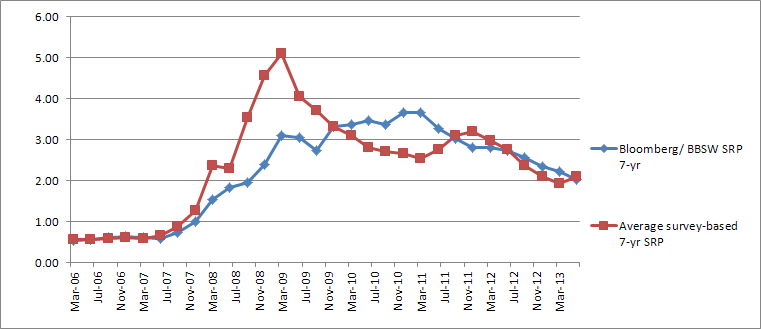 6.00
5.00
4.00
3.00
2.00
1.00
0.00
Mar-06
Jul-06
Nov-06
Mar-07
Jul-07
Nov-07
Mar-08
Jul-08
Nov-08
Mar-09
Jul-09
Nov-09
Mar-10
Jul-10
Nov-10
Mar-11
Jul-11
Nov-11
Mar-12
Jul-12
Nov-12
Mar-13
Bloomberg/ BBSW SRP
7-yr
Average survey-based
7-yr SRP